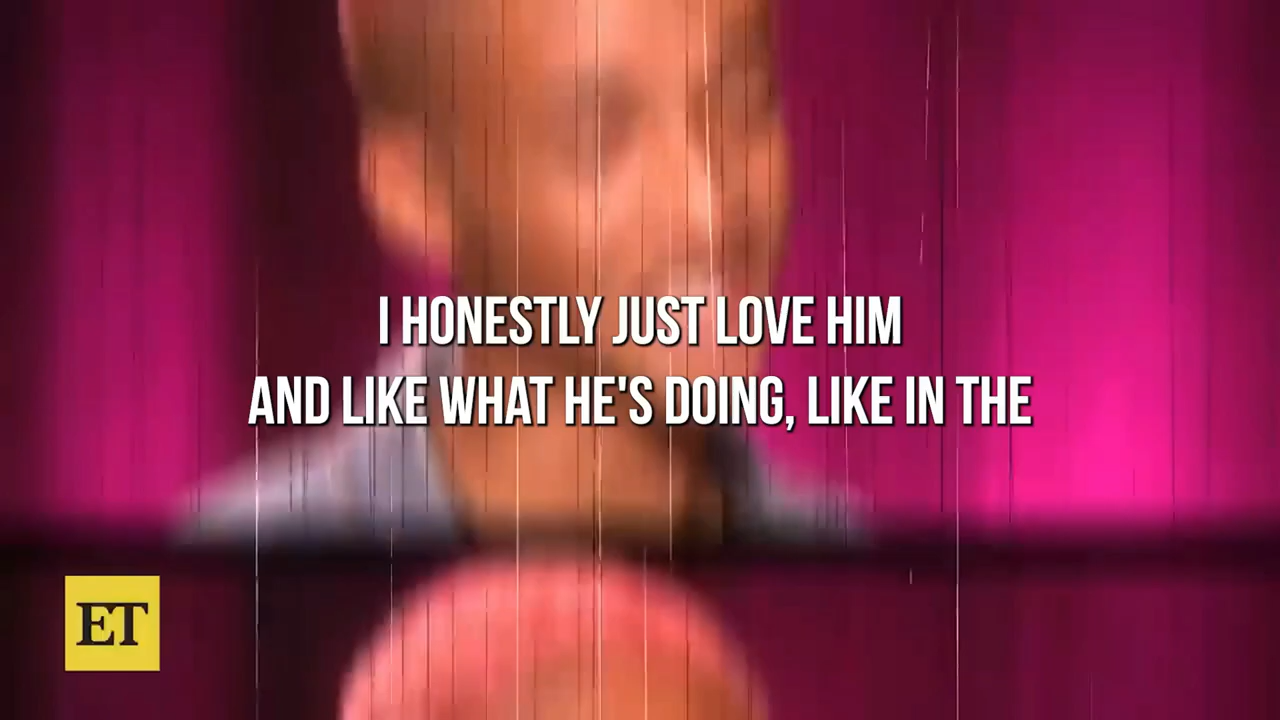 I HONESTLY JUST LOVE HIM
AND LIKE WHAT HE'S DOING, LIKE IN THE
ET